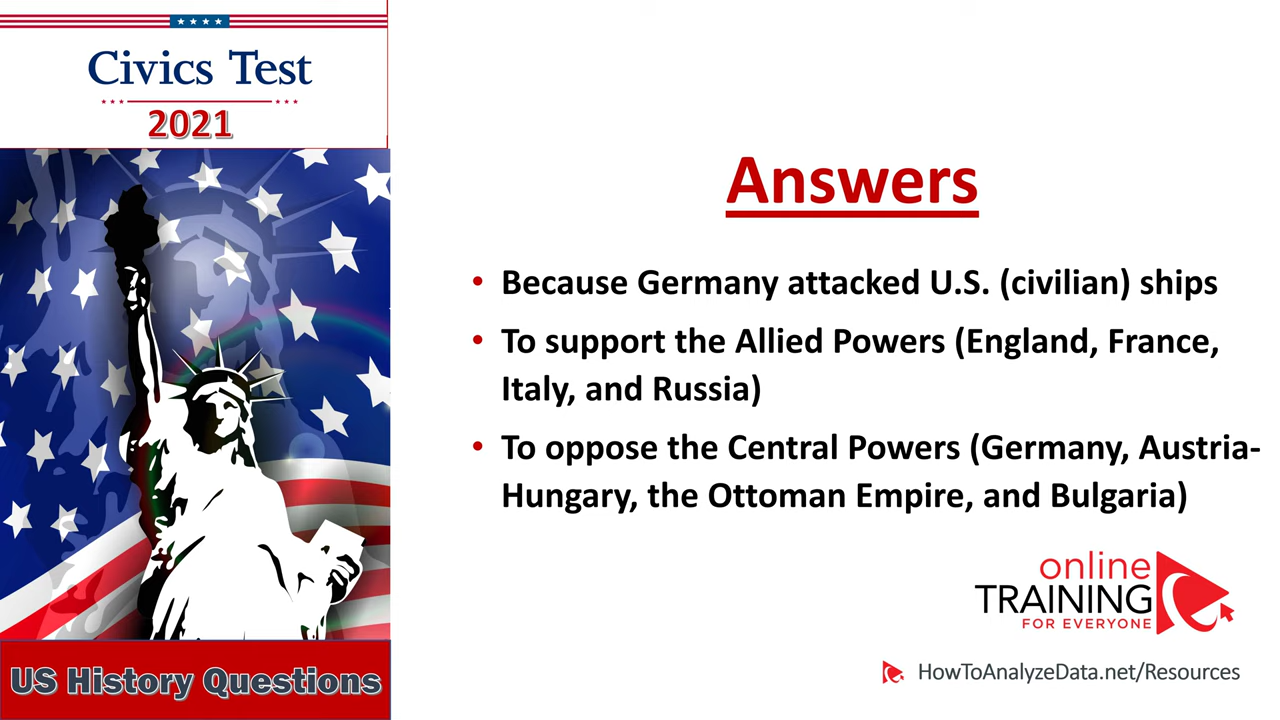 Civics Test
2021
US History Questions
Answers
• Because Germany attacked U.S. (civilian) ships
• To support the Allied Powers (England, France,
Italy, and Russia)
• To oppose the Central Powers (Germany, Austria-
Hungary, the Ottoman Empire, and Bulgaria)
online
TRAINING
FOR EVERYONE
HowToAnalyzeData.net/Resources